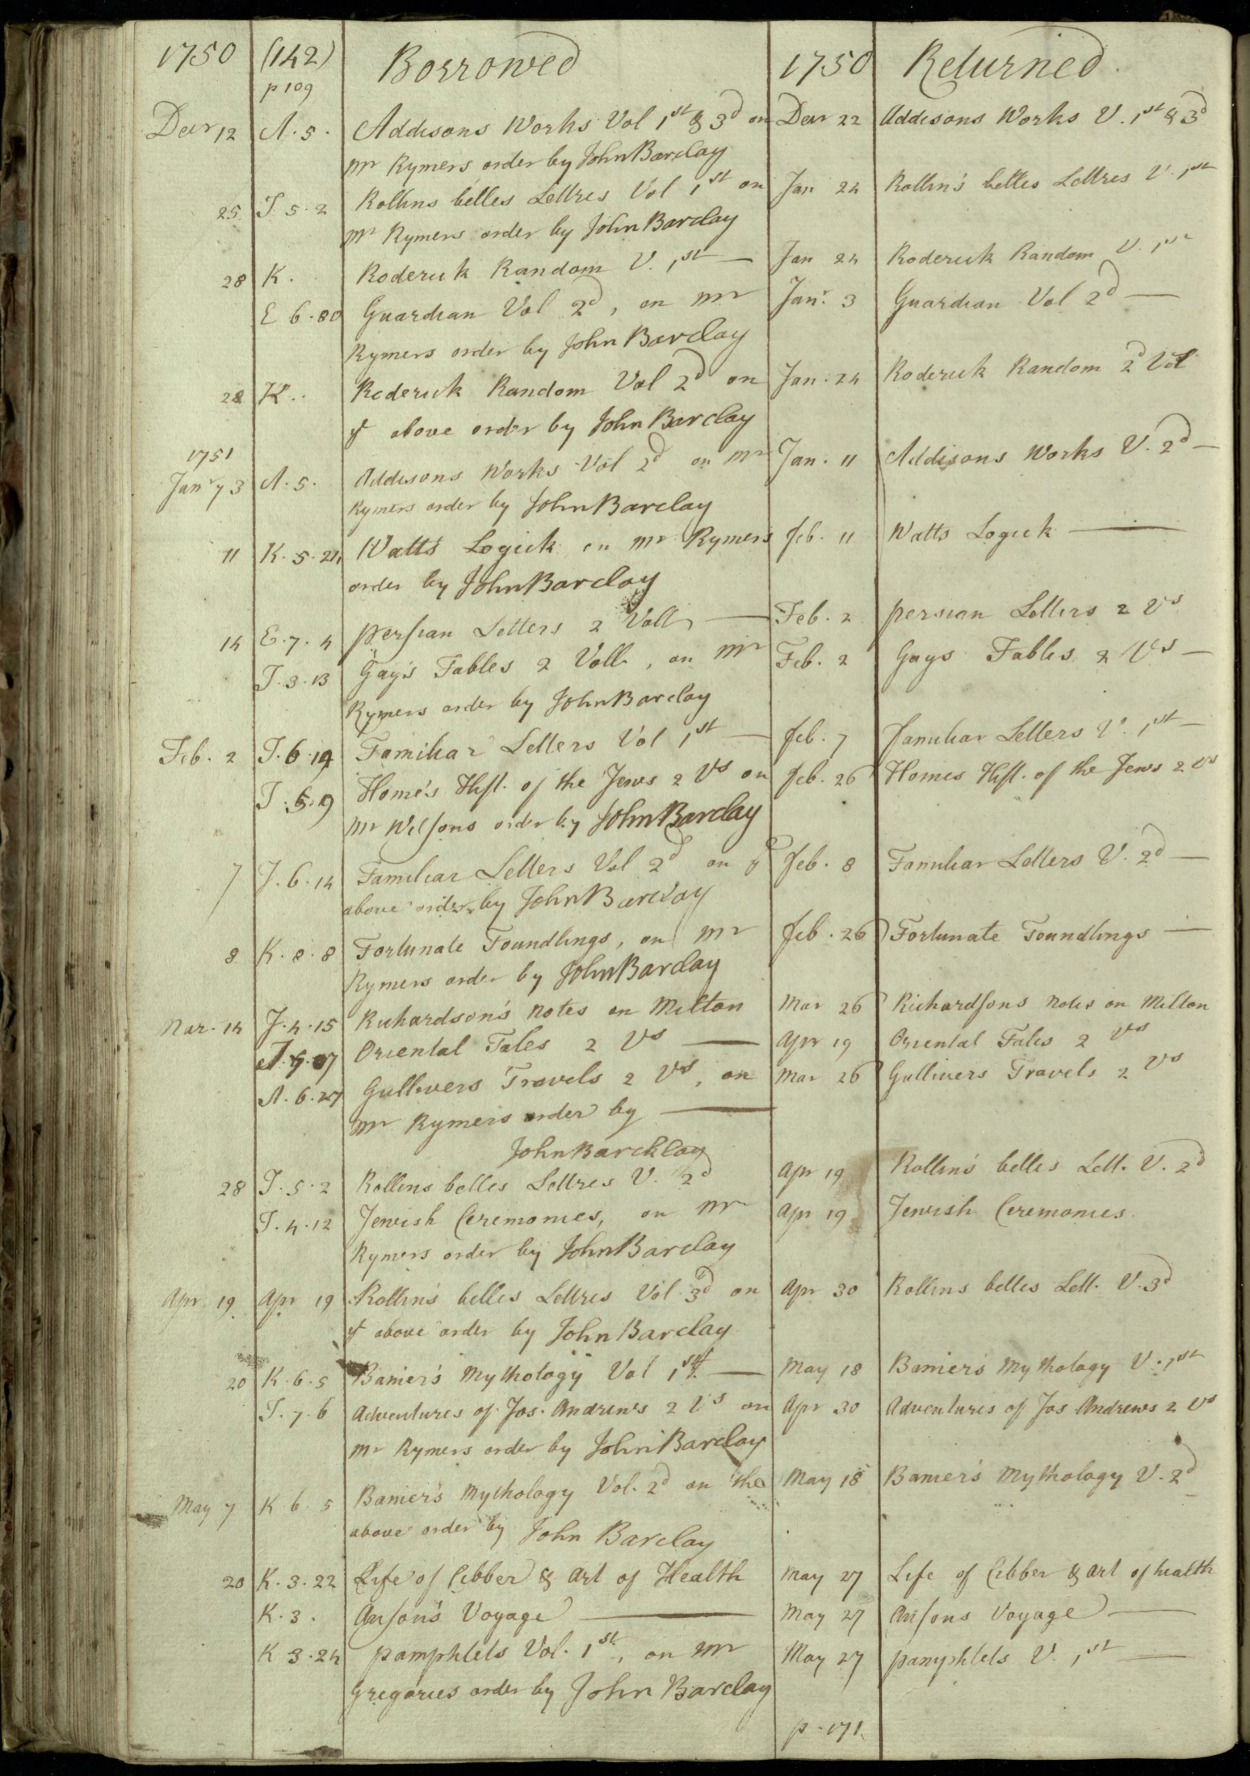 1750 (142) Borrowed 1750 Returned
p 109
Decr 12 A. 5. Addisons Works Vol 1st & 3d on Decr 22 Addisons Works V. 1st & 3d
Mr Rymers order by John Barclay
25 J. 5. 2 Rollins belles Lettres Vol 1st on Jan 24 Rollin's belles Lettres V. 1st
Mr Rymers order by John Barclay
28 K. Roderick Random V. 1st — Jan 24 Roderick Random V. 1st
E 6. 80 Guardian Vol 2d, on Mr Janr. 3 Guardian Vol 2d —
Rymers order by John Barclay
28 K. Roderick Random Vol 2d on Jan. 24 Roderick Random 2d Vol
ye above order by John Barclay
1751
Janry 3 A. 5. Addisons Works Vol 2d on Mr Jan. 11 Addisons Works V. 2d —
Rymers order by John Barclay
11 K. 5. 24 Watts Logick on Mr Rymers Feb. 11 Watts Logick —
order by John Barclay
14 E. 7. 4 persian Letters 2 Voll — Feb. 2 persian Letters 2 Vs
J. 3. 13 Gay's Fables 2 Voll, on Mr Feb. 2 Gays Fables 2 Vs —
Rymers order by John Barclay
Feb. 2 J. 6. 14 Familiar Letters Vol 1st — Feb. 7 familiar Letters V. 1st —
J. 5. 9 Home's Hist. of the Jews 2 Vs on Feb. 26 Homes Hist. of the Jews 2 Vs
Mr Wilsons order by John Barclay
7 J. 6. 14 Familiar Letters Vol 2d on ye Feb. 8 Familiar Letters V. 2d —
above order by John Barclay
8 K. 8. 8 Fortunate Foundlings, on Mr Feb. 26 Fortunate Foundlings —
Rymers order by John Barclay
Mar. 14 J. 4. 15 Richardson's notes on Milton Mar 26 Richardsons notes on Milton
Oriental Tales 2 Vs — Apr 19 Oriental Tales 2 Vs
A. 6. 27 Gullivers Travels 2 Vs, on Mar 26 Gullivers Travels 2 Vs
Mr Rymers order by —
John Barcklay
28 J. 5. 2 Rollins belles Lettres V. 2d Apr 19 Rollin's belles Lett. V. 2d
J. 4. 12 Jewish Ceremonies, on Mr Apr 19 Jewish Ceremonies
Rymers order by John Barclay
Apr 19 Apr 19 Rollin's belles Lettres Vol 3d on Apr 30 Rollins belles Lett. V. 3d
ye above order by John Barclay
20 K. 6. 5 Banier's Mythology Vol 1st. — May 18 Banier's Mythology V. 1st
J. 7. 6 Adventures of Jos. Andrews 2 Vs on Apr 30 Adventures of Jos Andrews 2 Vs
Mr Rymers order by John Barclay
May 7 K 6. 5 Banier's Mythology Vol. 2d on the May 18 Banier's Mythology V. 2d
above order by John Barclay
20 K. 3. 22 Life of Cibber & Art of Health May 27 Life of Cibber & Art of health
K. 3. Anson's Voyage — May 27 Ansons Voyage —
K 3. 24 pamphlets Vol. 1st, on Mr May 27 pamphlets V. 1st —
Gregories order by John Barclay
p. 171.